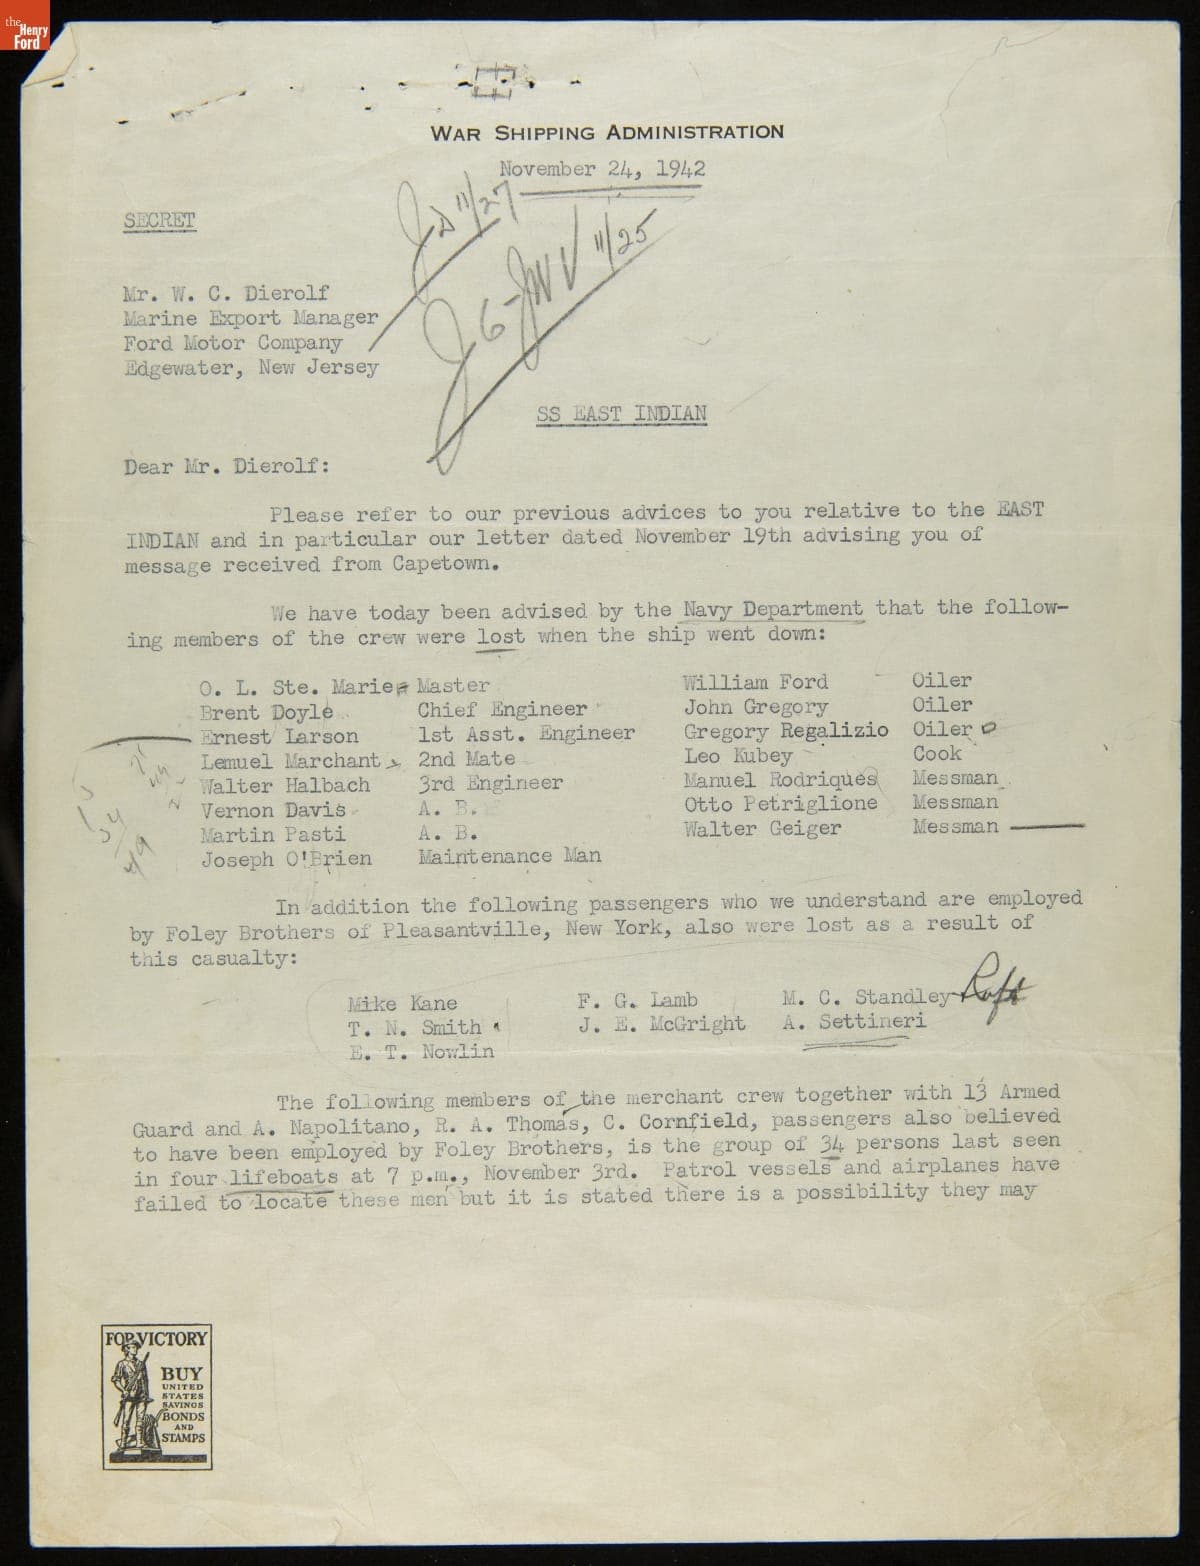 the
Henry
Ford
WAR SHIPPING ADMINISTRATION
November 24, 1942
SECRET
11/27
11/25
Mr. W. C. Dierolf
Marine Export Manager
Ford Motor Company
Edgewater, New Jersey
SS EAST INDIAN
Dear Mr. Dierolf:
Please refer to our previous advices to you relative to the EAST
INDIAN and in particular our letter dated November 19th advising you of
message received from Capetown.
We have today been advised by the Navy Department that the follow-
ing members of the crew were lost when the ship went down:
O. L. Ste. Marie Master William Ford Oiler
Brent Doyle Chief Engineer John Gregory Oiler
Ernest Larson 1st Asst. Engineer Gregory Regalizio Oiler
Lemuel Marchant 2nd Mate Leo Kubey Cook
Walter Halbach 3rd Engineer Manuel Rodriques Messman
Vernon Davis A. B. Otto Petriglione Messman
Martin Pasti A. B. Walter Geiger Messman
Joseph O'Brien Maintenance Man
In addition the following passengers who we understand are employed
by Foley Brothers of Pleasantville, New York, also were lost as a result of
this casualty:
Mike Kane F. G. Lamb M. C. Standley Raft
T. N. Smith J. E. McGright A. Settineri
E. T. Nowlin
The following members of the merchant crew together with 13 Armed
Guard and A. Napolitano, R. A. Thomas, C. Cornfield, passengers also believed
to have been employed by Foley Brothers, is the group of 34 persons last seen
in four lifeboats at 7 p.m., November 3rd. Patrol vessels and airplanes have
failed to locate these men but it is stated there is a possibility they may
FOR VICTORY
BUY
UNITED
STATES
SAVINGS
BONDS
AND
STAMPS